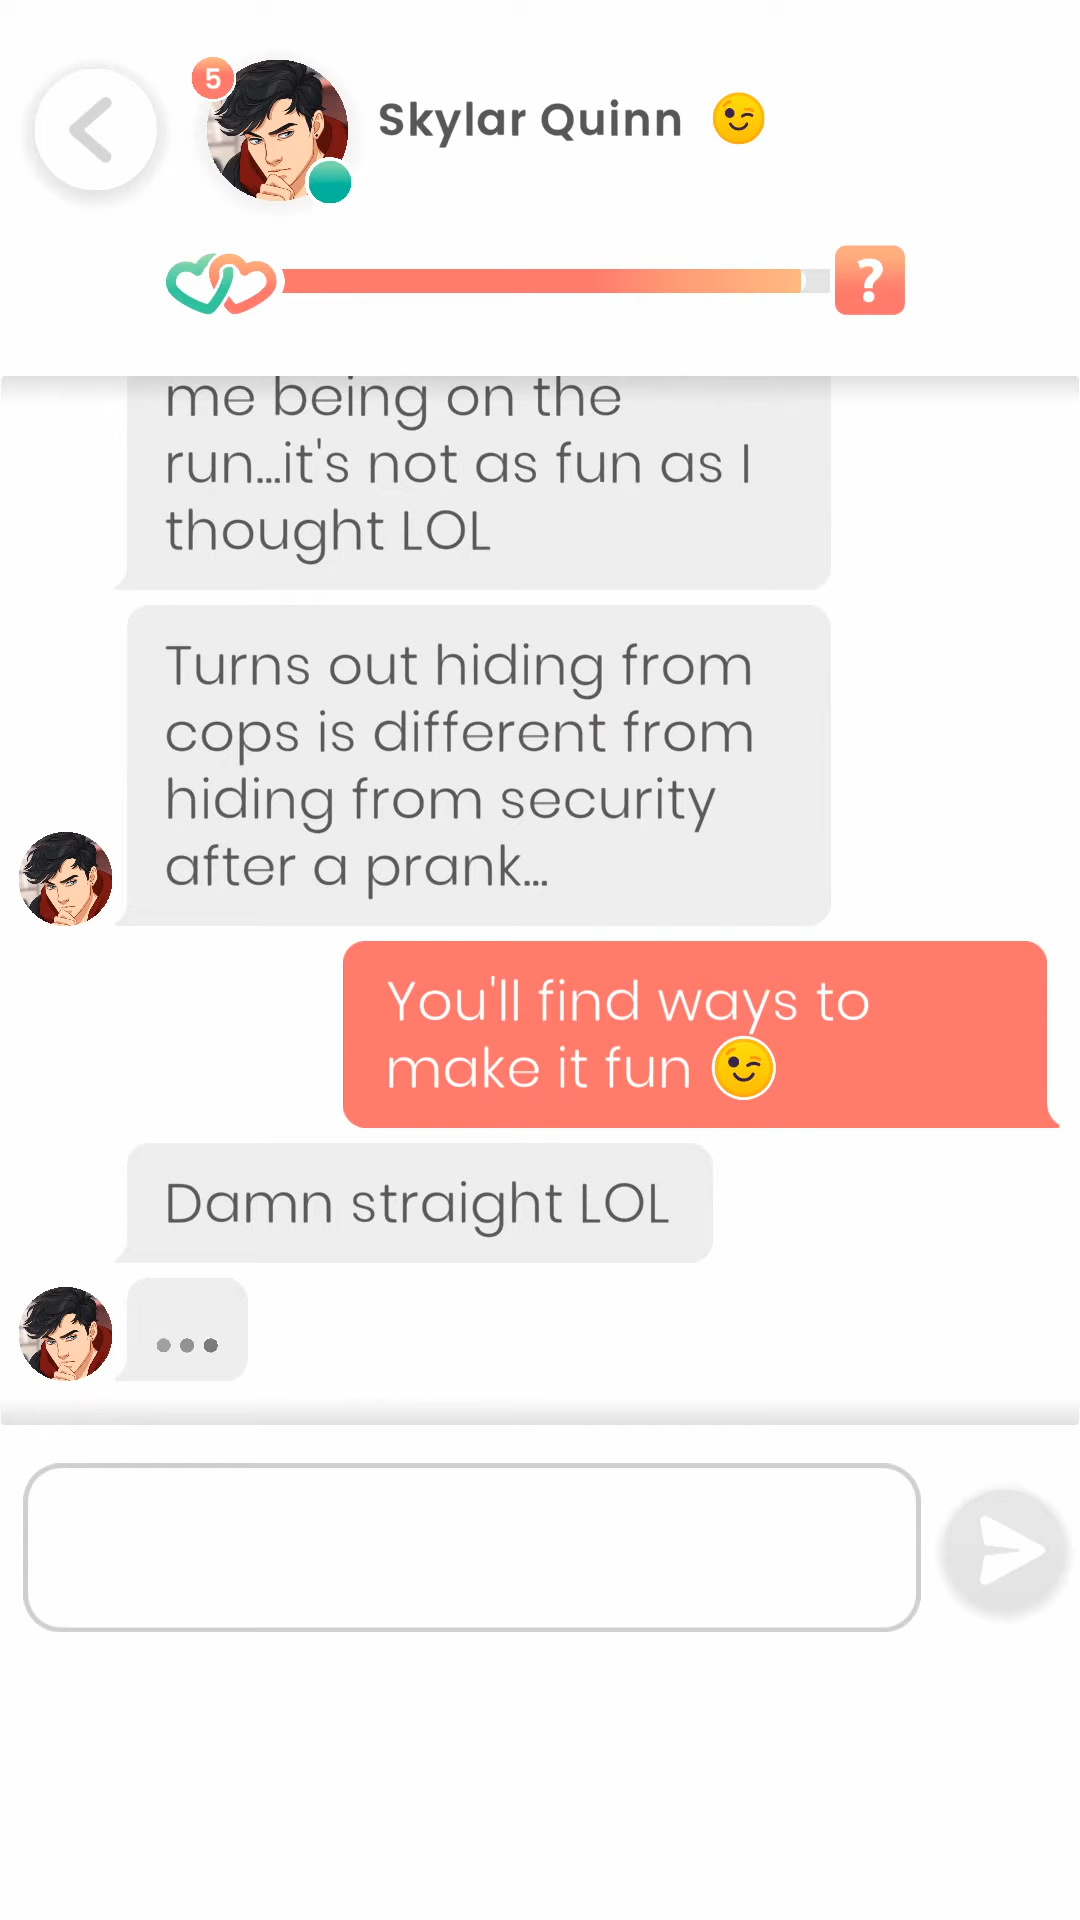 5
Skylar Quinn 😉
?
me being on the
run...it's not as fun as I
thought LOL
Turns out hiding from
cops is different from
hiding from security
after a prank...
You'll find ways to
make it fun 😉
Damn straight LOL